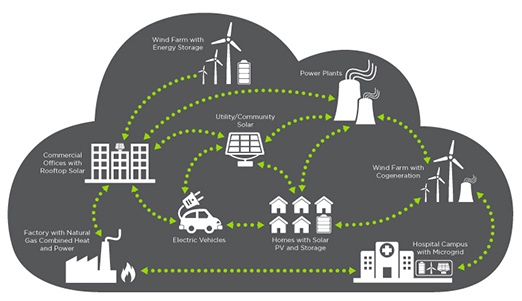 Wind Farm with
Energy Storage
Power Plants
Utility/Community
Solar
Commercial
Offices with
Rooftop Solar
Wind Farm with
Cogeneration
Factory with Natural
Gas Combined Heat
and Power
Electric Vehicles
Homes with Solar
PV and Storage
Hospital Campus
with Microgrid